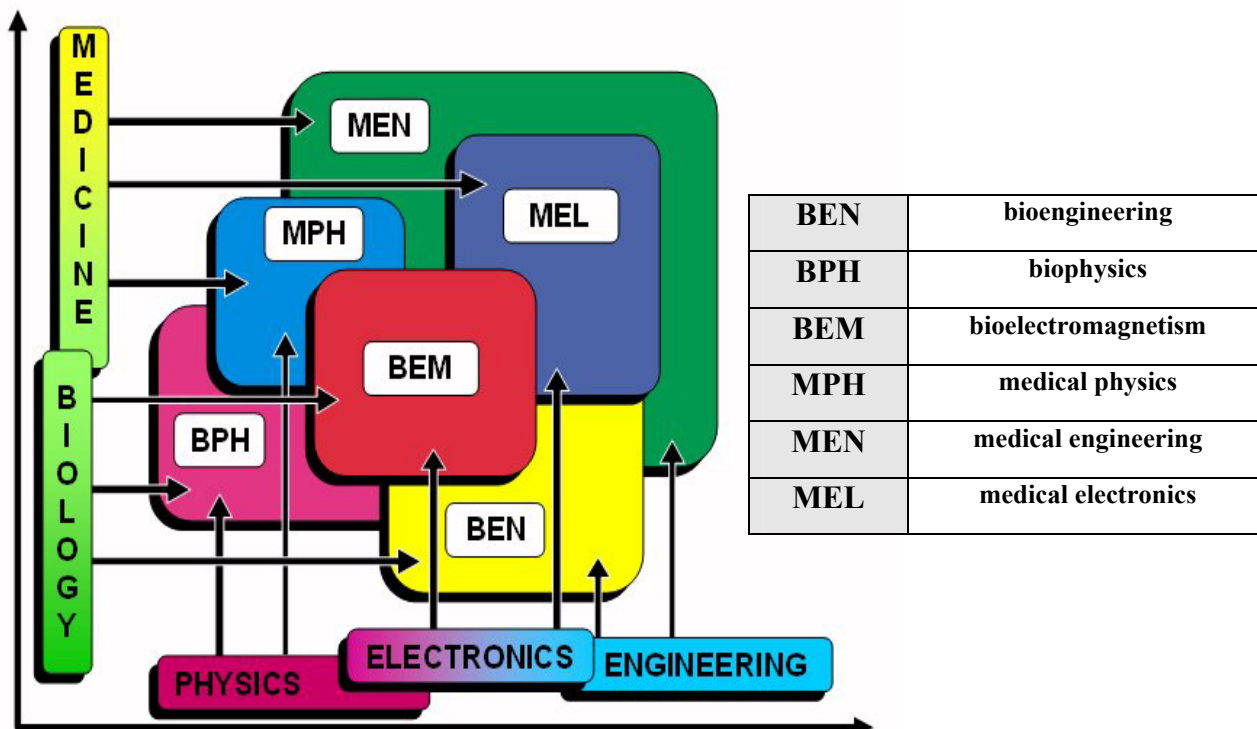 MEDICINE
MEN
MEL
MPH
BEM
BIOLOGY
BPH
BEN
ELECTRONICS
PHYSICS
ENGINEERING
BEN bioengineering
BPH biophysics
BEM bioelectromagnetism
MPH medical physics
MEN medical engineering
MEL medical electronics